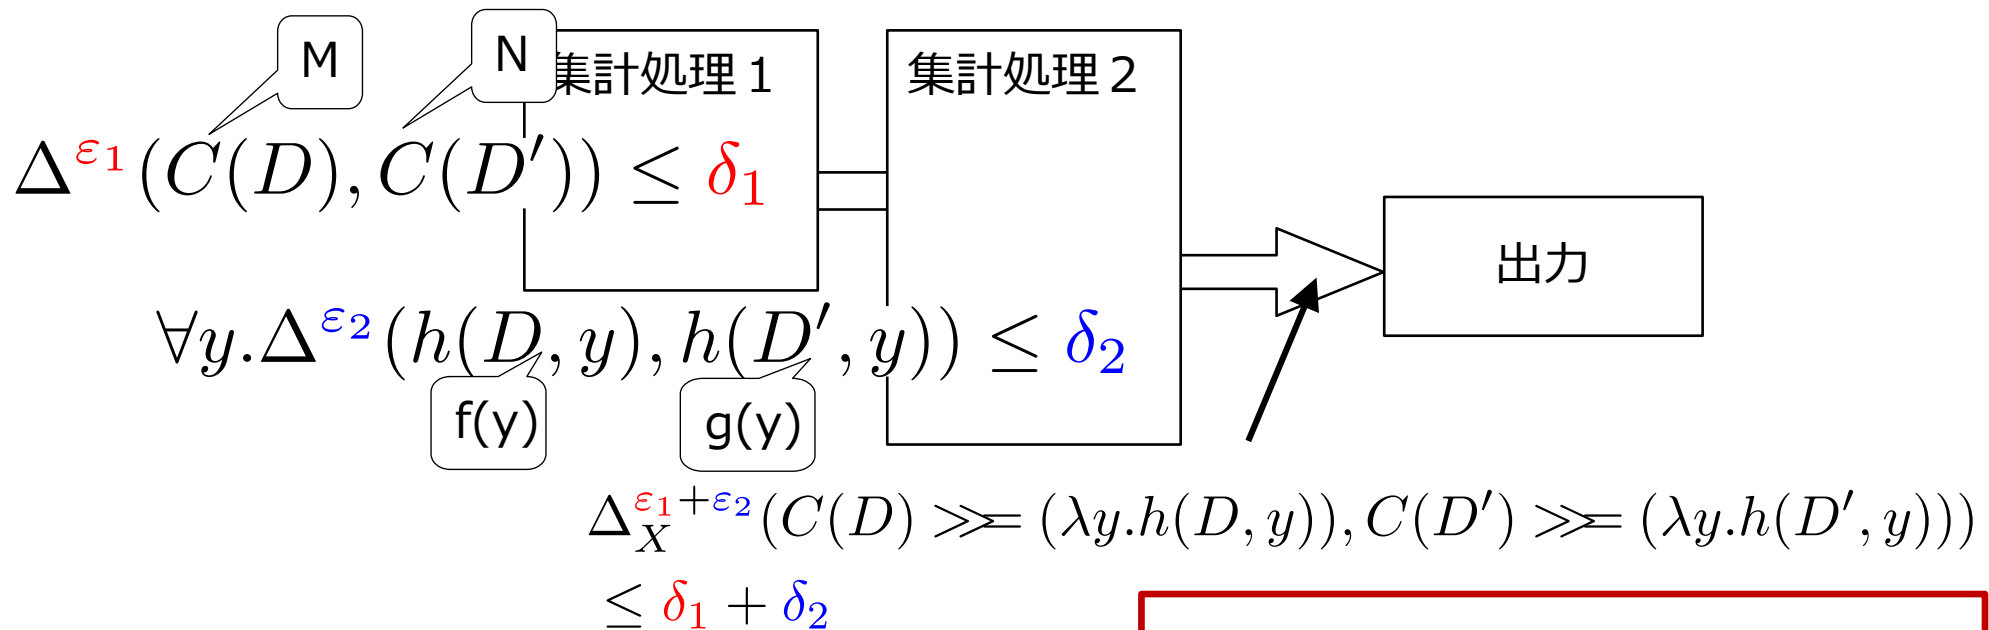 M
N
集計処理1
集計処理2
Δ^{ε_1}(C(D), C(D′)) ≤ δ_1
出力
∀y.Δ^{ε_2}(h(D, y), h(D′, y)) ≤ δ_2
f(y)
g(y)
Δ_X^{ε_1+ε_2}(C(D) ≫= (λy.h(D, y)), C(D′) ≫= (λy.h(D′, y)))
≤ δ_1 + δ_2